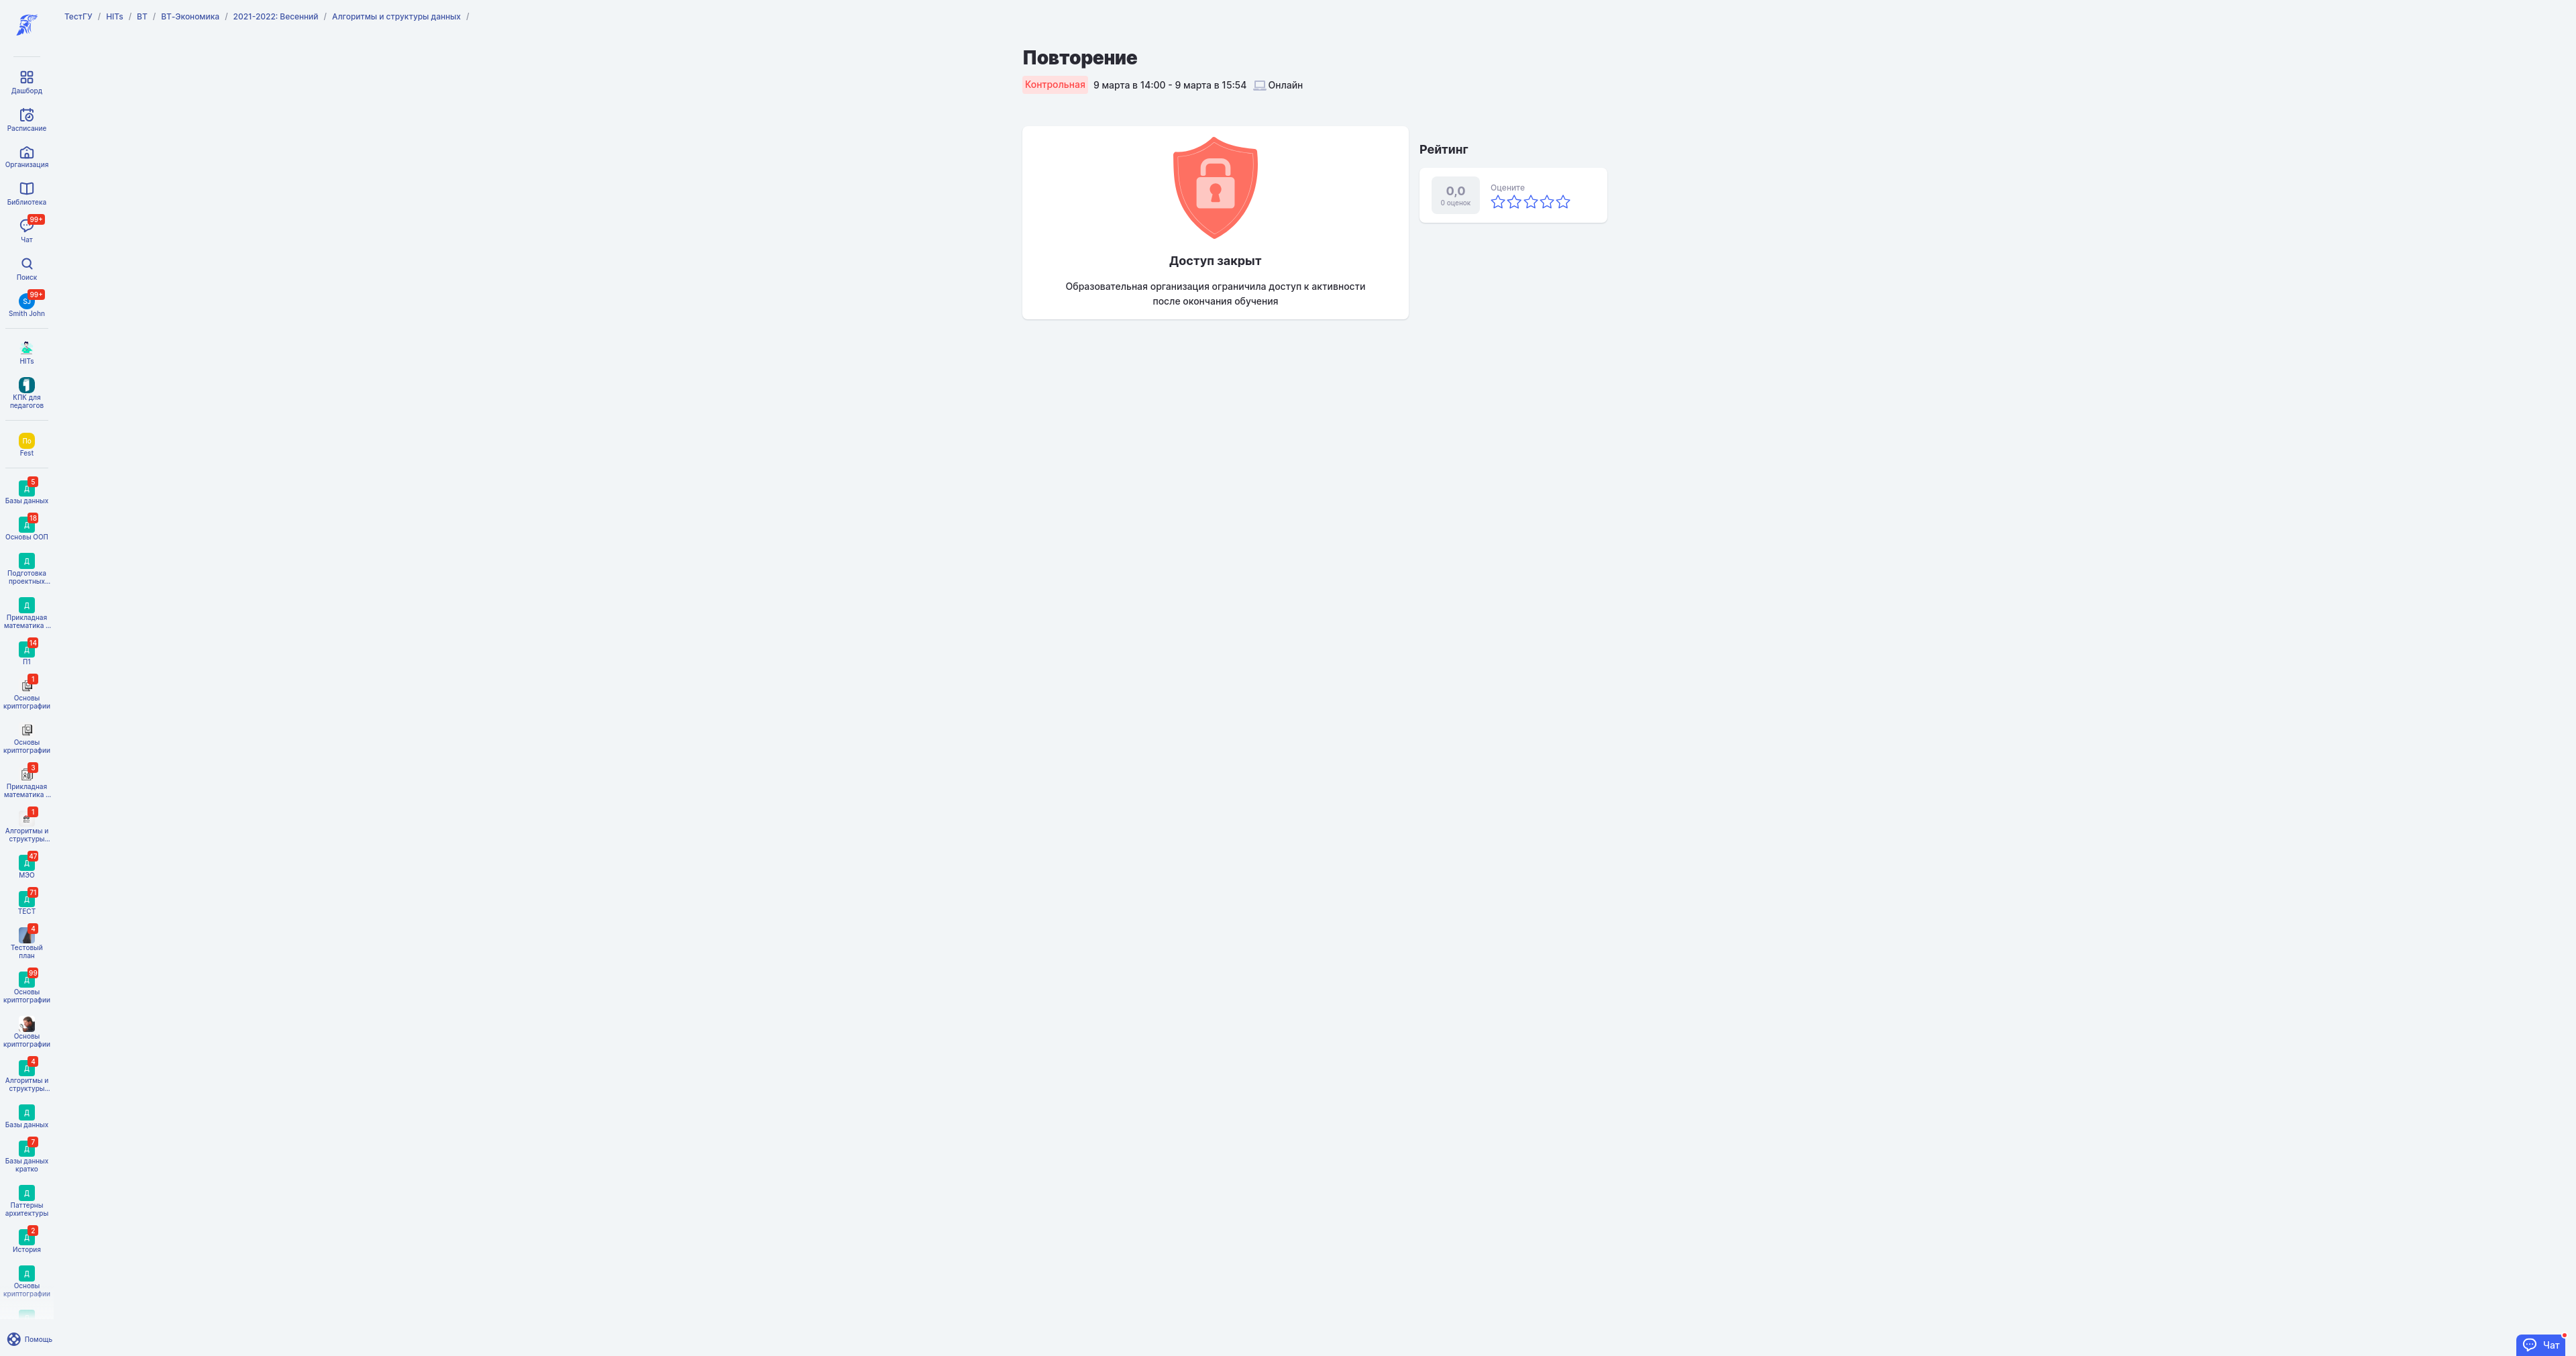 ТестГУ / HITs / ВТ / ВТ-Экономика / 2021-2022: Весенний / Алгоритмы и структуры данных /
Дашборд
Расписание
Организация
Библиотека
99+
Чат
Поиск
99+
Smith John
HITs
КПК для
педагогов
Па
Fest
5
Д
Базы данных
18
Д
Основы ООП
Д
Подготовка
проектных...
Д
Прикладная
математика ...
14
Д
П1
1
Основы
криптографии
Основы
криптографии
3
Прикладная
математика ...
1
Алгоритмы и
структуры...
47
Д
МЭО
71
Д
ТЕСТ
4
Тестовый
план
99
Д
Основы
криптографии
Основы
криптографии
4
Д
Алгоритмы и
структуры...
Д
Базы данных
7
Д
Базы данных
кратко
Д
Паттерны
архитектуры
2
Д
История
Д
Основы
криптографии
Помощь
Повторение
Контрольная 9 марта в 14:00 - 9 марта в 15:54 Онлайн
Доступ закрыт
Образовательная организация ограничила доступ к активности
после окончания обучения
Рейтинг
0,0
0 оценок
Оцените
Чат